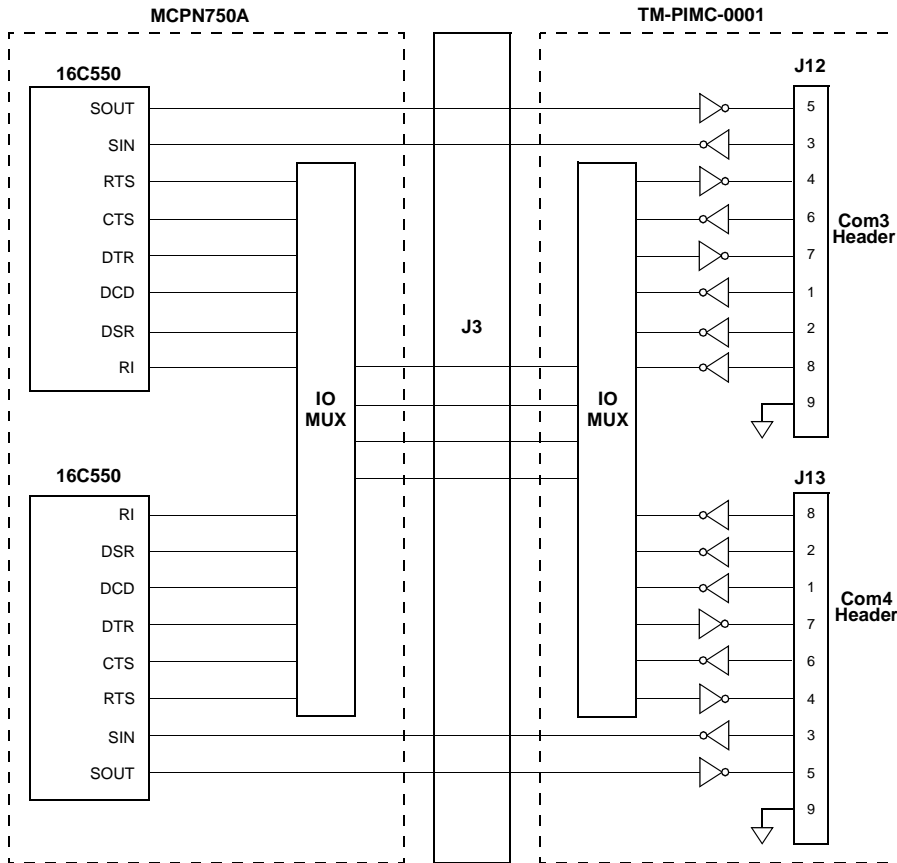 MCPN750A
TM-PIMC-0001
16C550
SOUT
SIN
RTS
CTS
DTR
DCD
DSR
RI
IO
MUX
J3
IO
MUX
J12
5
3
4
6
7
1
2
8
9
Com3
Header
16C550
RI
DSR
DCD
DTR
CTS
RTS
SIN
SOUT
J13
8
2
1
7
6
4
3
5
9
Com4
Header